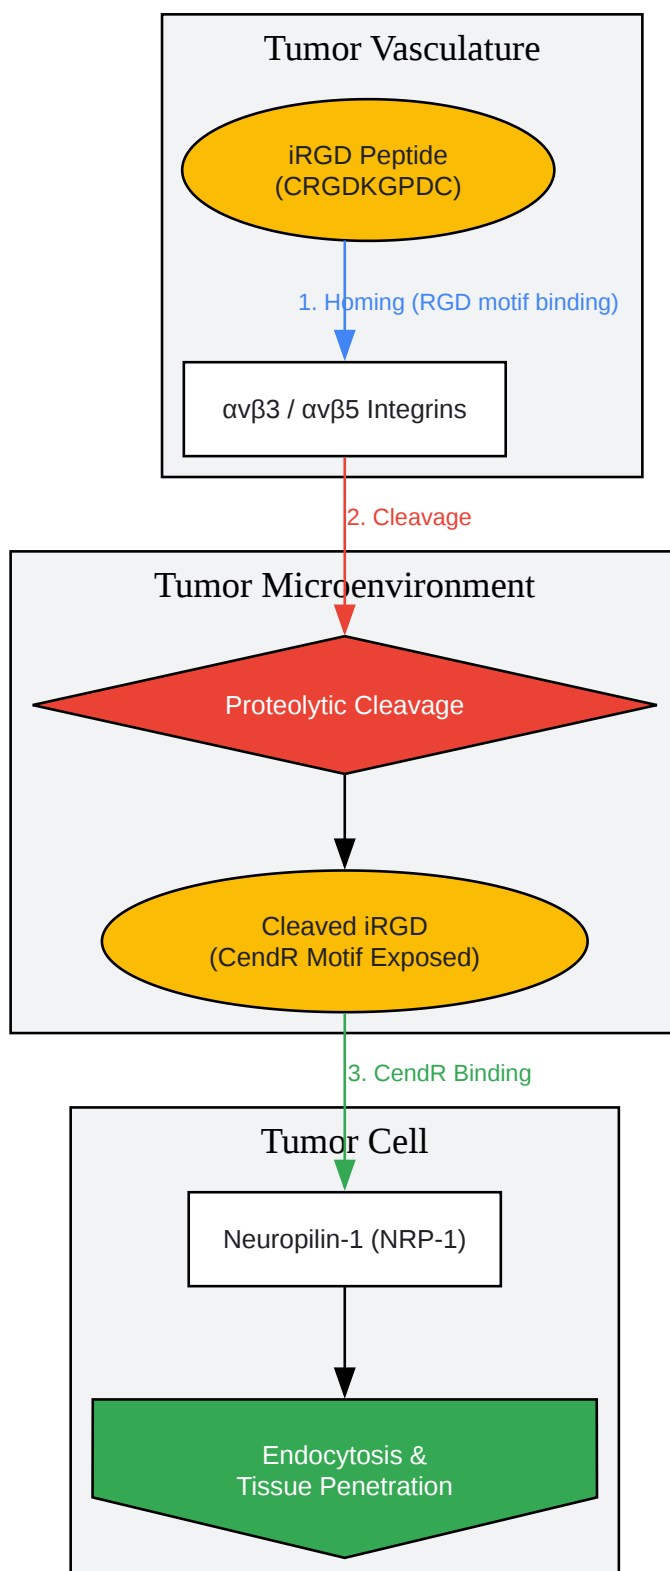 Tumor Vasculature
iRGD Peptide
(CRGDKGPDC)
1. Homing (RGD motif binding)
αvβ3 / αvβ5 Integrins
2. Cleavage
Tumor Microenvironment
Proteolytic Cleavage
Cleaved iRGD
(CendR Motif Exposed)
3. CendR Binding
Tumor Cell
Neuropilin-1 (NRP-1)
Endocytosis &
Tissue Penetration